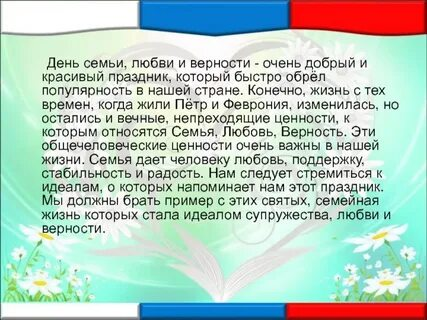 День семьи, любви и верности - очень добрый и
красивый праздник, который быстро обрёл
популярность в нашей стране. Конечно, жизнь с тех
времен, когда жили Пётр и Феврония, изменилась, но
остались и вечные, непреходящие ценности, к
которым относятся Семья, Любовь, Верность. Эти
общечеловеческие ценности очень важны в нашей
жизни. Семья дает человеку любовь, поддержку,
стабильность и радость. Нам следует стремиться к
идеалам, о которых напоминает нам этот праздник.
Мы должны брать пример с этих святых, семейная
жизнь которых стала идеалом супружества, любви и
верности.